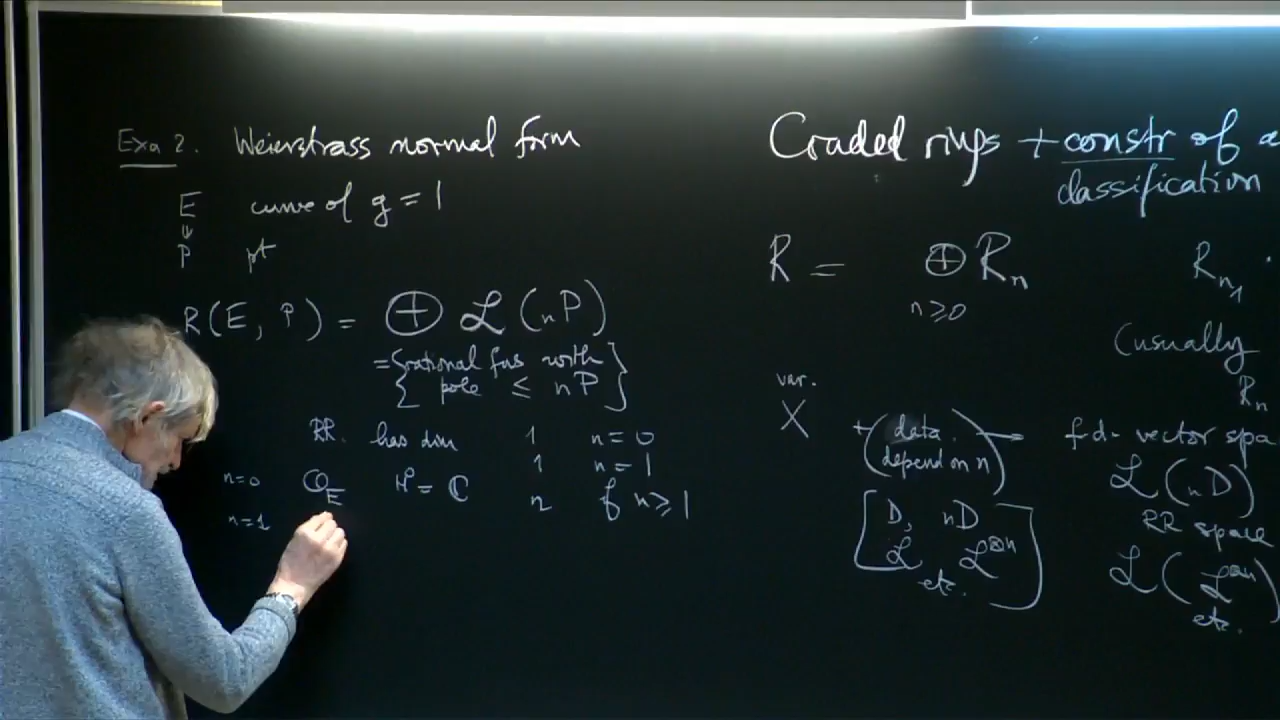 Exa 2. Weierstrass normal form
E curve of g = 1
∪
P pt
R(E, P) = ⊕ ℒ(nP)
= {rational fns with
pole ≤ nP}
RR. has dim 1 n = 0
1 n = 1
n if n ≥ 1
n=0 𝒪_E H⁰ = ℂ
n=1
Graded rings + constr of a
classification
R = ⊕ R_n
n ≥ 0
R_n₁
(usually
R_n
var.
X + (data depend on n) → f.d. vector spa
[D, nD
ℒ ℒ^⊗n
etc.]
ℒ(nD)
RR space
ℒ(ℒ^⊗n)
etc.